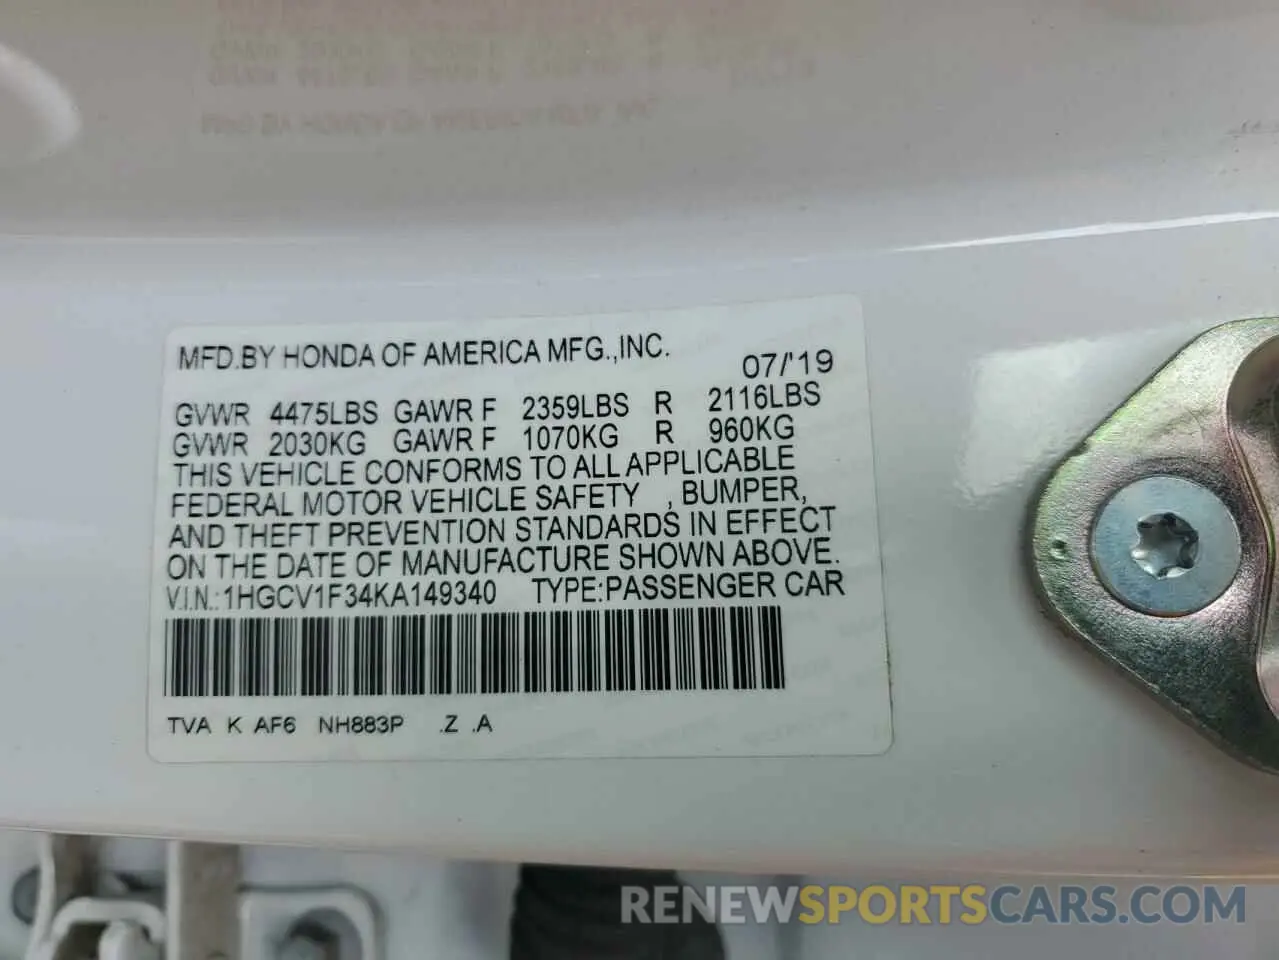 MFD.BY HONDA OF AMERICA MFG.,INC. 07/'19
GVWR 4475LBS GAWR F 2359LBS R 2116LBS
GVWR 2030KG GAWR F 1070KG R 960KG
THIS VEHICLE CONFORMS TO ALL APPLICABLE
FEDERAL MOTOR VEHICLE SAFETY , BUMPER,
AND THEFT PREVENTION STANDARDS IN EFFECT
ON THE DATE OF MANUFACTURE SHOWN ABOVE.
V.I.N.:1HGCV1F34KA149340 TYPE:PASSENGER CAR
TVA K AF6 NH883P .Z .A
RENEWSPORTSCARS.COM